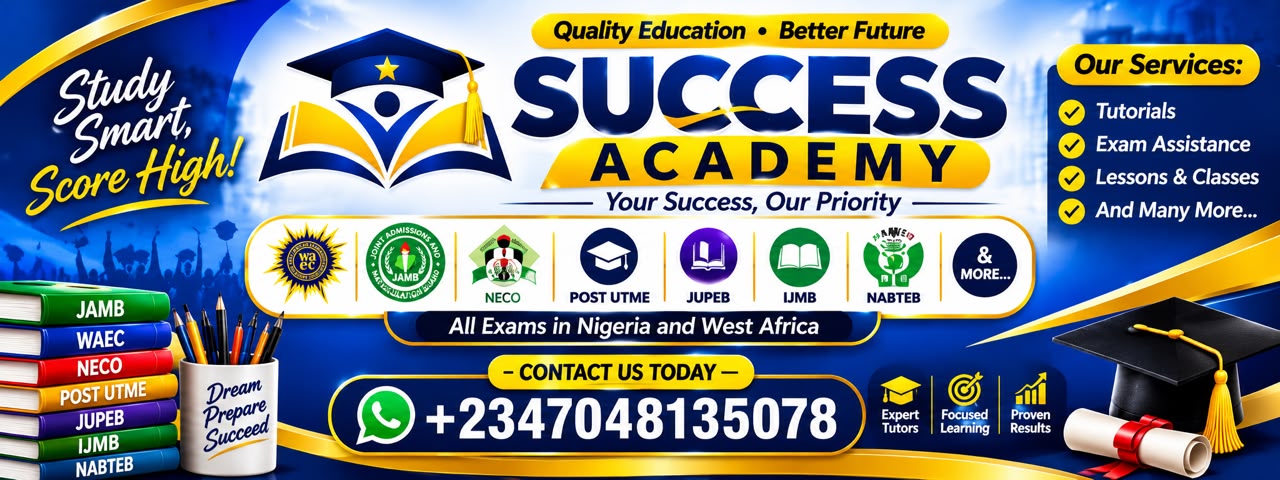 Study
Smart,
Score High!
Quality Education • Better Future
SUCCESS
ACADEMY
Your Success, Our Priority
Our Services:
Tutorials
Exam Assistance
Lessons & Classes
And Many More...
waec
JOINT ADMISSIONS AND
JAMB
MATRICULATION BOARD
NECO
POST UTME
JUPEB
IJMB
NABTEB
&
MORE...
All Exams in Nigeria and West Africa
– CONTACT US TODAY —
+2347048135078
Expert
Tutors
Focused
Learning
Proven
Results
JAMB
WAEC
NECO
POST UTME
JUPEB
IJMB
NABTEB
Dream
Prepare
Succeed